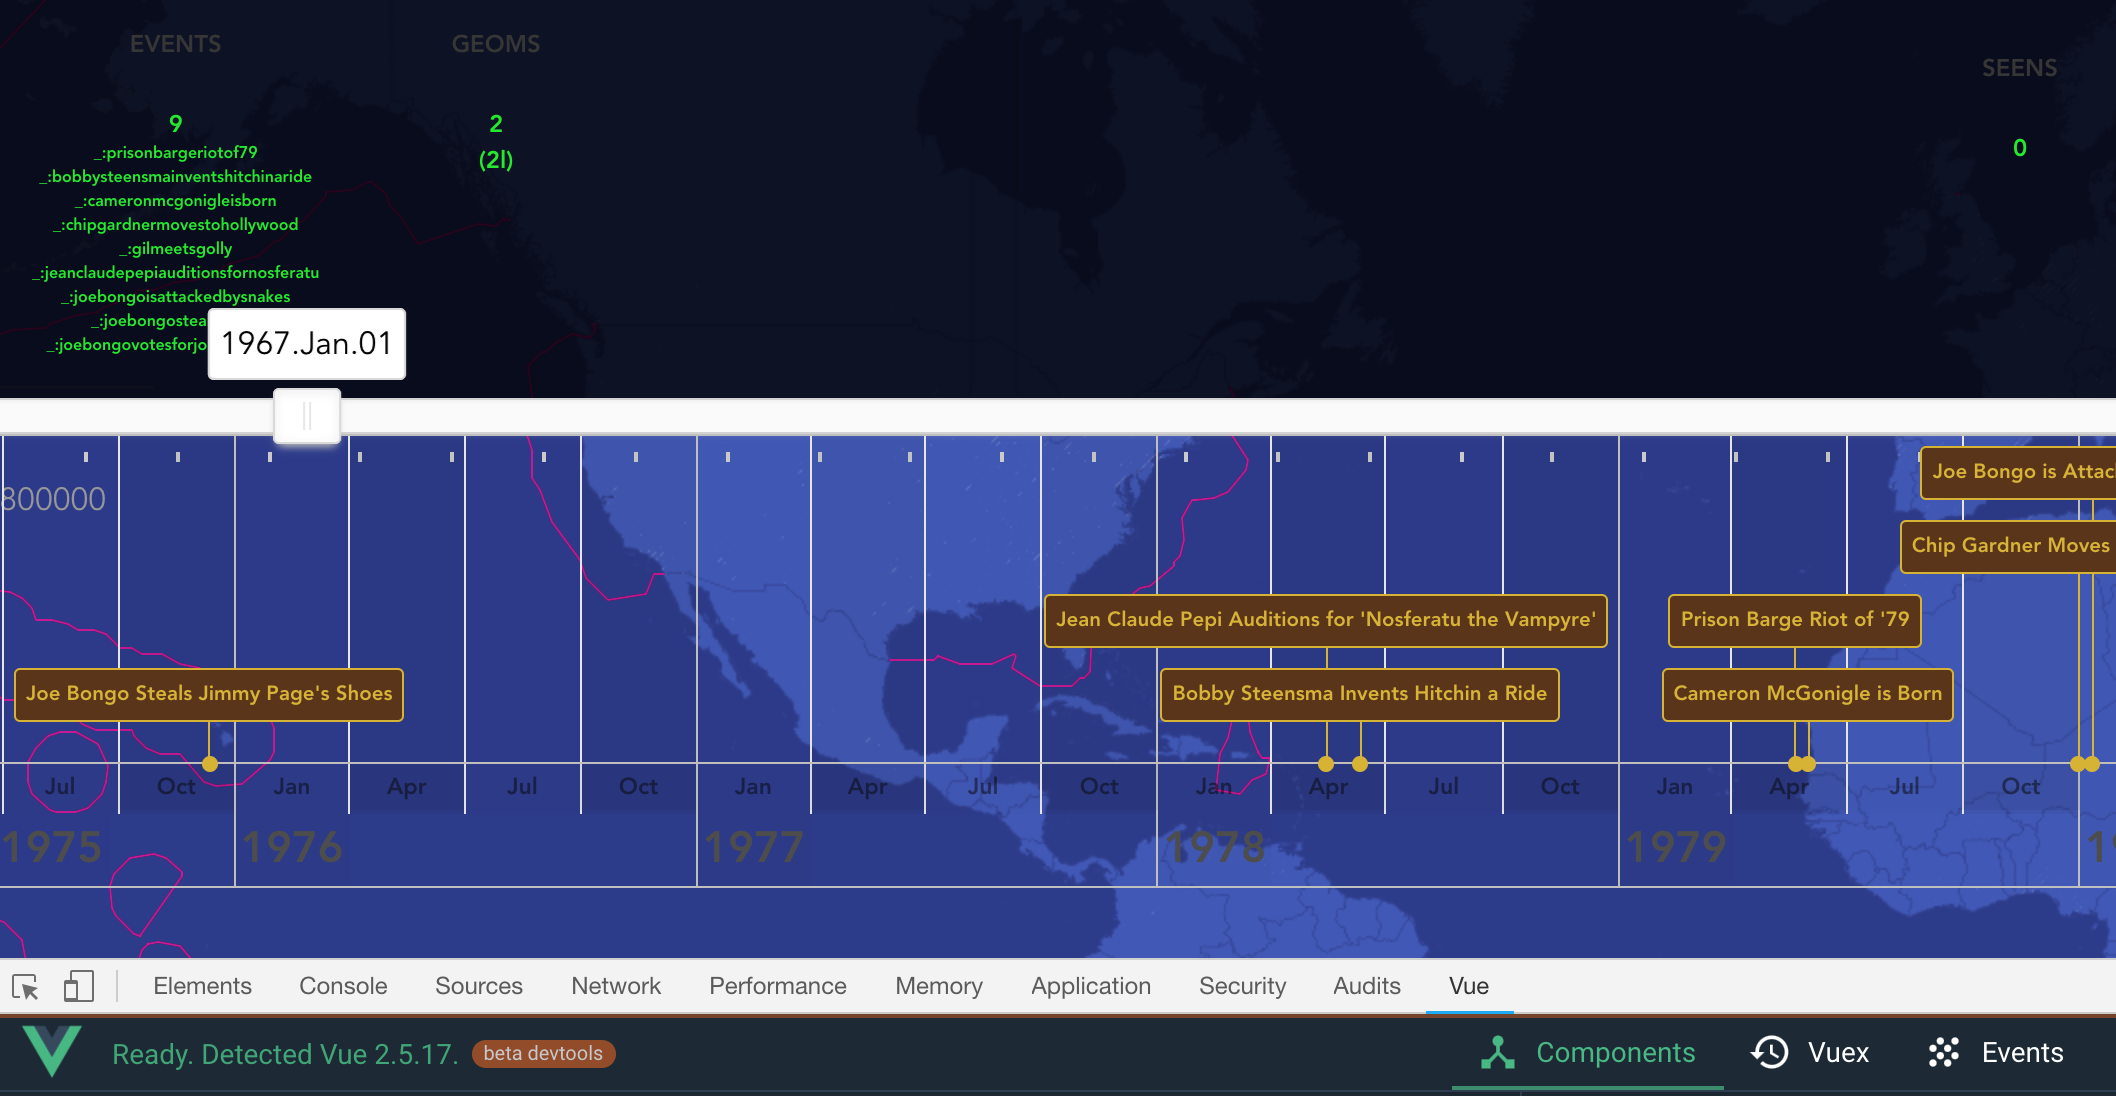 EVENTS
GEOMS
SEENS
9
_:prisonbargeriotof79
_:bobbysteensmainventshitchinaride
_:cameronmcgonigleisborn
_:chipgardnermovestohollywood
_:gilmeetsgolly
_:jeanclaudepepiauditionsfornosferatu
_:joebongoisattackedbysnakes
_:joebongostea
_:joebongovotesforjo
2
(2l)
0
1967.Jan.01
800000
Joe Bongo is Attac
Chip Gardner Moves
Jean Claude Pepi Auditions for 'Nosferatu the Vampyre'
Prison Barge Riot of '79
Joe Bongo Steals Jimmy Page's Shoes
Bobby Steensma Invents Hitchin a Ride
Cameron McGonigle is Born
Jul Oct Jan Apr Jul Oct Jan Apr Jul Oct Jan Apr Jul Oct Jan Apr Jul Oct
1975 1976 1977 1978 1979 19
Elements Console Sources Network Performance Memory Application Security Audits Vue
Ready. Detected Vue 2.5.17. beta devtools Components Vuex Events